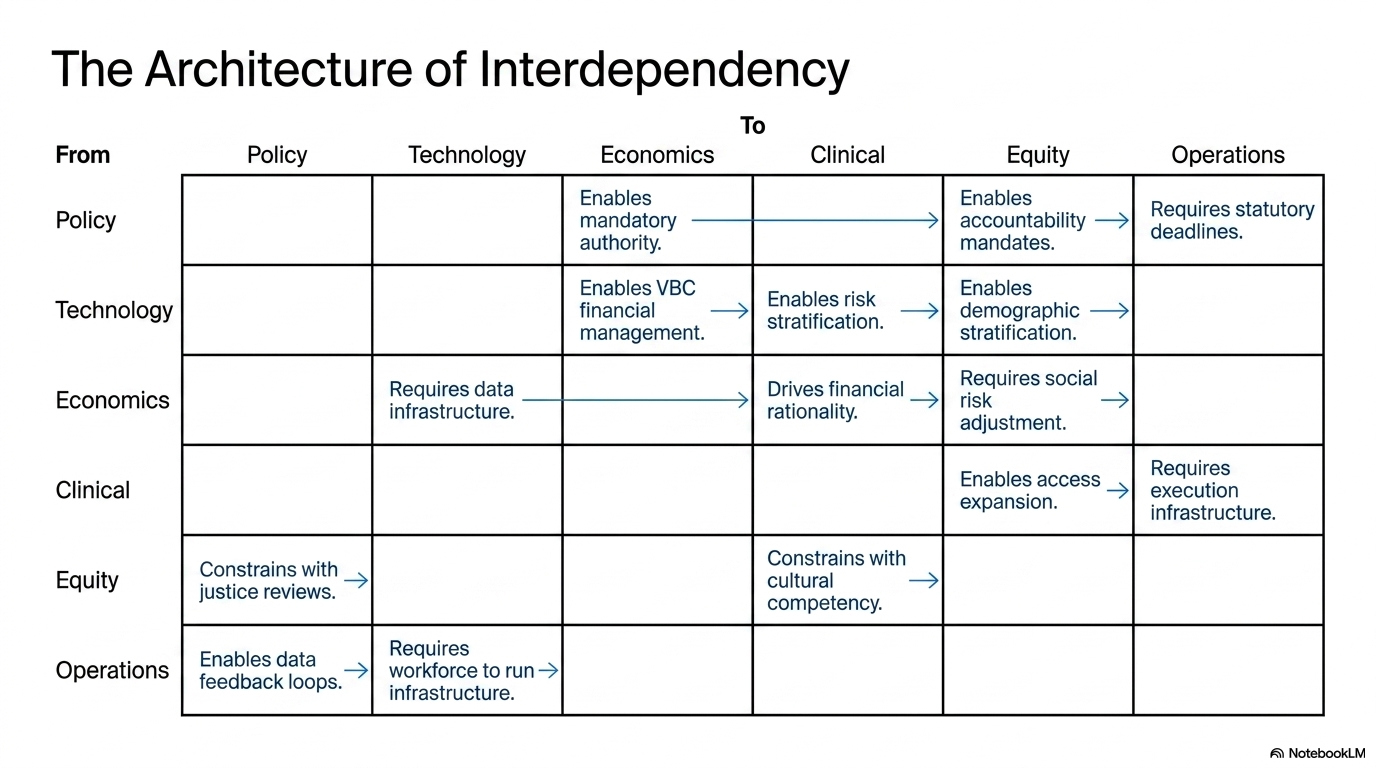 The Architecture of Interdependency
To
From Policy Technology Economics Clinical Equity Operations
Policy
Enables
mandatory
authority.
Enables
accountability
mandates.
Requires statutory
deadlines.
Technology
Enables VBC
financial
management.
Enables risk
stratification.
Enables
demographic
stratification.
Economics
Requires data
infrastructure.
Drives financial
rationality.
Requires social
risk
adjustment.
Clinical
Enables access
expansion.
Requires
execution
infrastructure.
Equity
Constrains with
justice reviews.
Constrains with
cultural
competency.
Operations
Enables data
feedback loops.
Requires
workforce to run
infrastructure.
NotebookLM